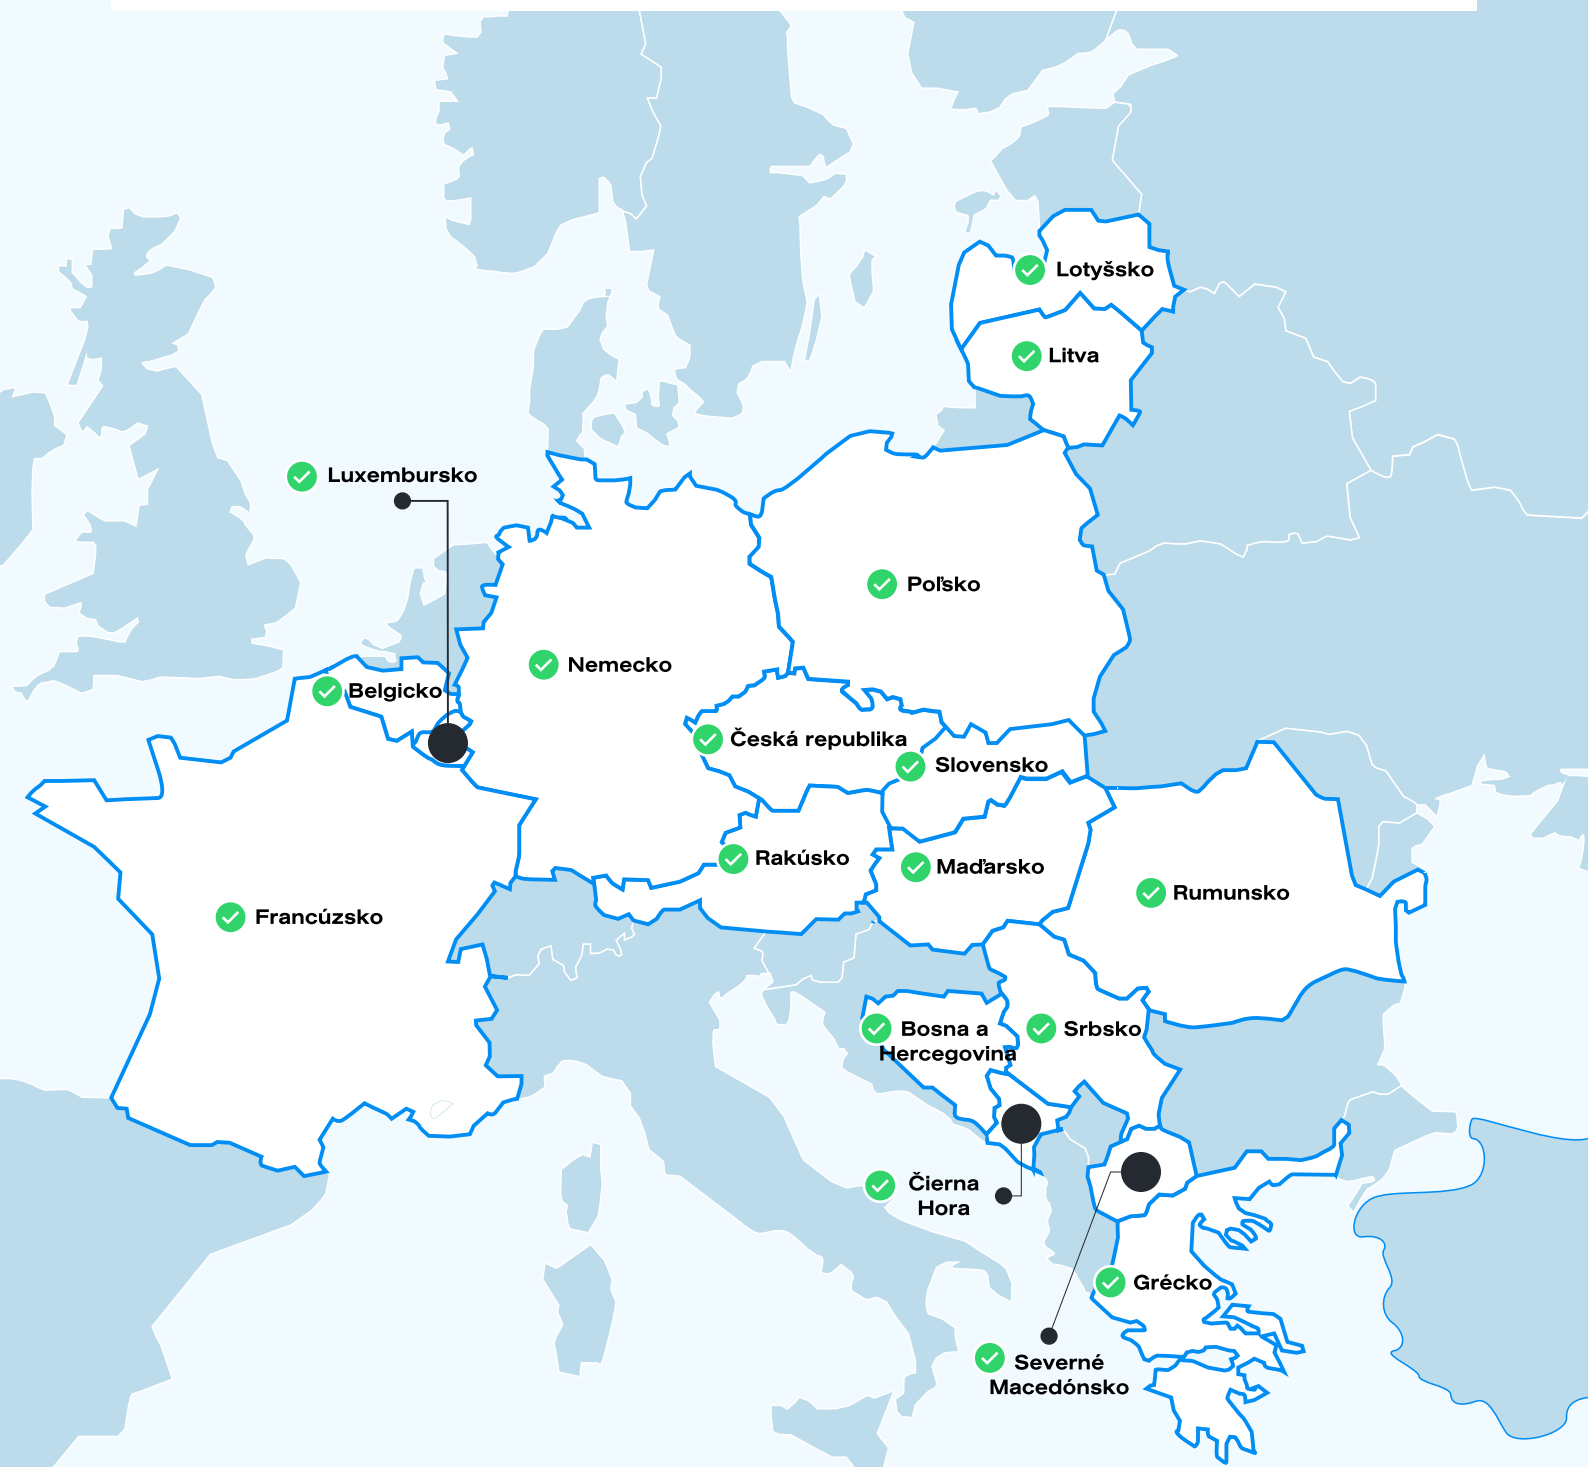 Lotyšsko
Litva
Luxembursko
Poľsko
Nemecko
Belgicko
Česká republika
Slovensko
Rakúsko
Maďarsko
Rumunsko
Francúzsko
Bosna a
Hercegovina
Srbsko
Čierna
Hora
Grécko
Severné
Macedónsko